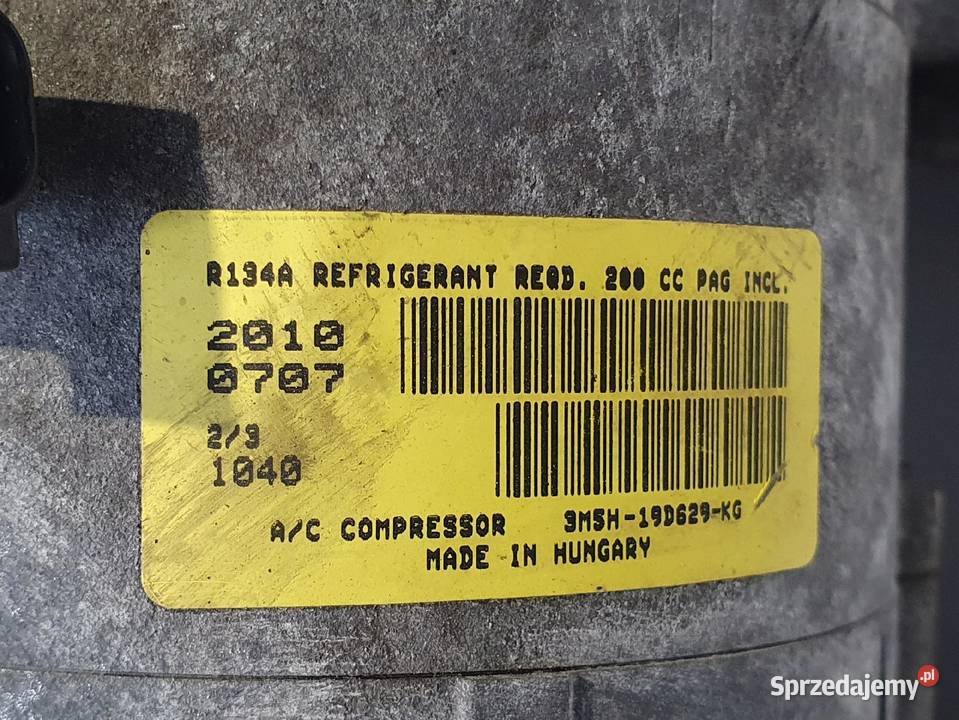 R134A REFRIGERANT REQD. 200 CC PAG INCL.
2010
0707
2/3
1040
A/C COMPRESSOR 3M5H-19D629-KG
MADE IN HUNGARY
Sprzedajemy.pl